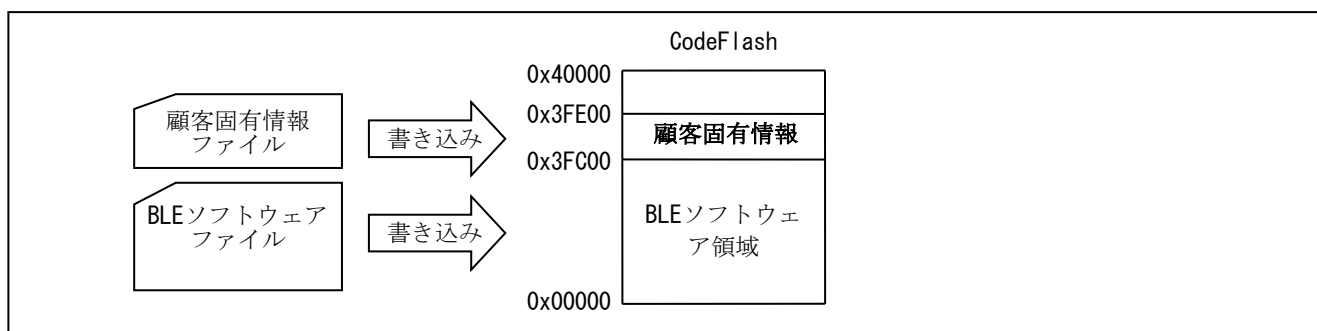 CodeFlash
0x40000
0x3FE00
顧客固有情報
ファイル
書き込み
顧客固有情報
0x3FC00
BLEソフトウェア
ファイル
書き込み
BLEソフトウェ
ア領域
0x00000